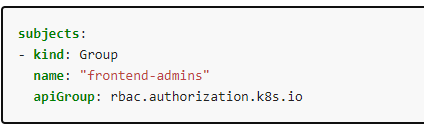 subjects:
- kind: Group
  name: "frontend-admins"
  apiGroup: rbac.authorization.k8s.io